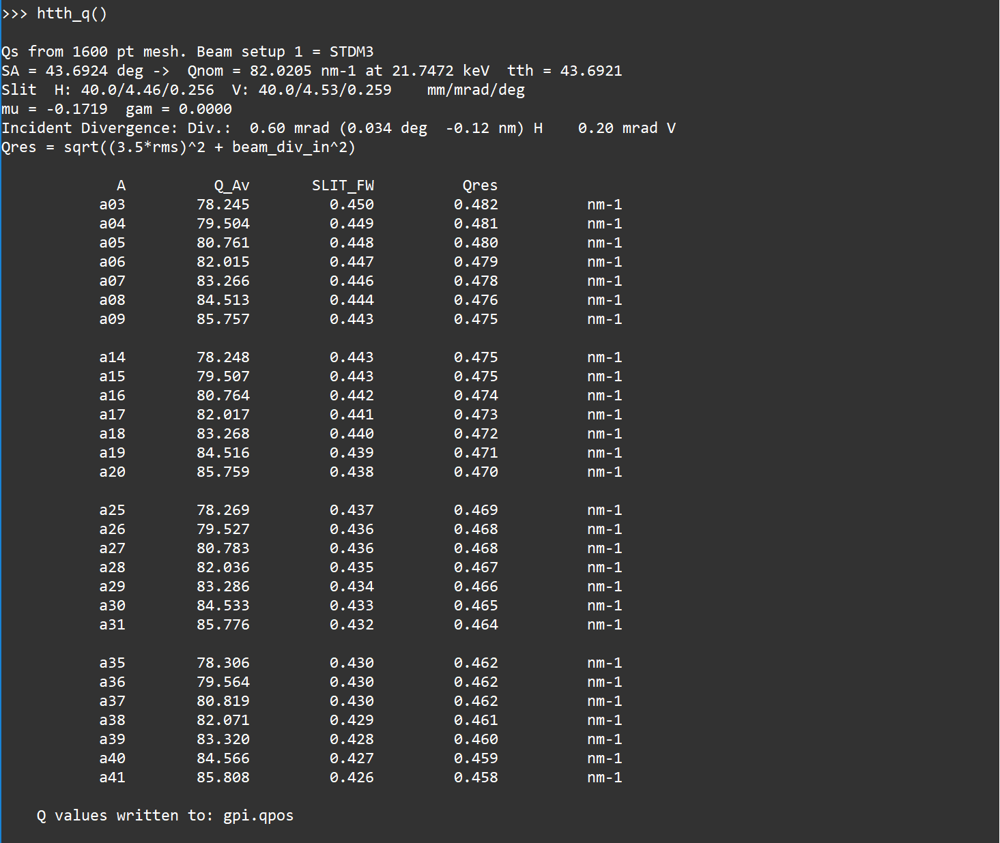 >>> htth_q()
Qs from 1600 pt mesh. Beam setup 1 = STDM3
SA = 43.6924 deg ->  Qnom = 82.0205 nm-1 at 21.7472 keV  tth = 43.6921
Slit  H: 40.0/4.46/0.256  V: 40.0/4.53/0.259    mm/mrad/deg
mu = -0.1719  gam = 0.0000
Incident Divergence: Div.:  0.60 mrad (0.034 deg  -0.12 nm) H    0.20 mrad V
Qres = sqrt((3.5*rms)^2 + beam_div_in^2)
A Q_Av SLIT_FW Qres
a03 78.245 0.450 0.482 nm-1
a04 79.504 0.449 0.481 nm-1
a05 80.761 0.448 0.480 nm-1
a06 82.015 0.447 0.479 nm-1
a07 83.266 0.446 0.478 nm-1
a08 84.513 0.444 0.476 nm-1
a09 85.757 0.443 0.475 nm-1
a14 78.248 0.443 0.475 nm-1
a15 79.507 0.443 0.475 nm-1
a16 80.764 0.442 0.474 nm-1
a17 82.017 0.441 0.473 nm-1
a18 83.268 0.440 0.472 nm-1
a19 84.516 0.439 0.471 nm-1
a20 85.759 0.438 0.470 nm-1
a25 78.269 0.437 0.469 nm-1
a26 79.527 0.436 0.468 nm-1
a27 80.783 0.436 0.468 nm-1
a28 82.036 0.435 0.467 nm-1
a29 83.286 0.434 0.466 nm-1
a30 84.533 0.433 0.465 nm-1
a31 85.776 0.432 0.464 nm-1
a35 78.306 0.430 0.462 nm-1
a36 79.564 0.430 0.462 nm-1
a37 80.819 0.430 0.462 nm-1
a38 82.071 0.429 0.461 nm-1
a39 83.320 0.428 0.460 nm-1
a40 84.566 0.427 0.459 nm-1
a41 85.808 0.426 0.458 nm-1
Q values written to: gpi.qpos